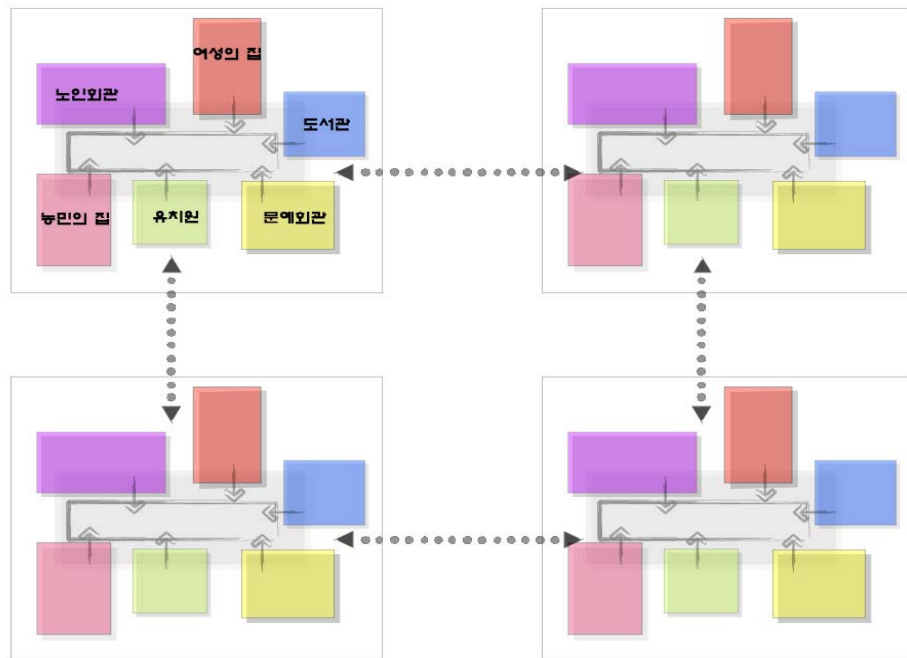 여성의 집
노인회관
도서관
농민의 집
유치원
문예회관